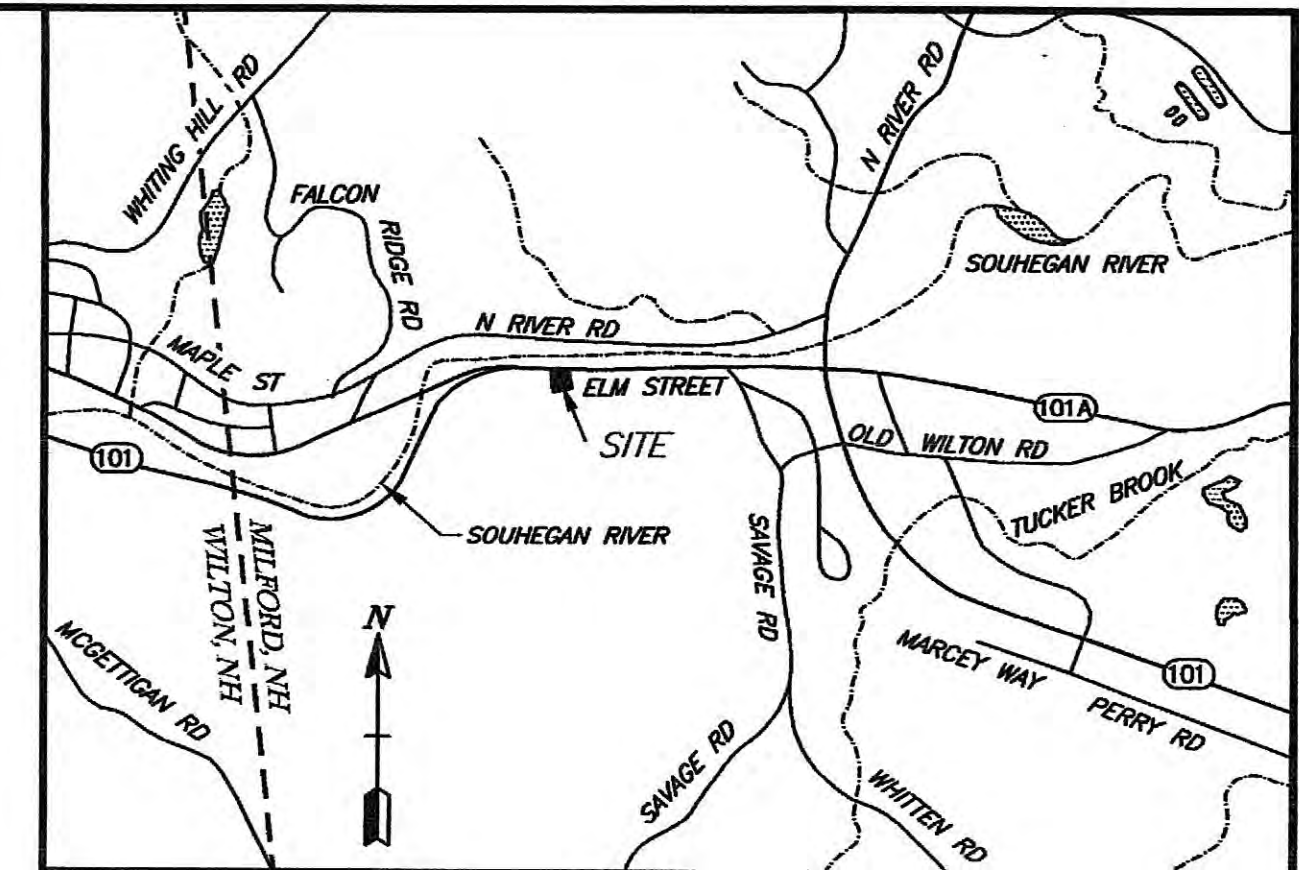 WHITING HILL RD
FALCON
RIDGE RD
N RIVER RD
SOUHEGAN RIVER
N RIVER RD
MAPLE ST
ELM STREET
SITE
101A
OLD WILTON RD
101
TUCKER BROOK
SOUHEGAN RIVER
SAVAGE RD
MILFORD, NH
WILTON, NH
N
MCGETTIGAN RD
MARCEY WAY
101
PERRY RD
SAVAGE RD
WHITTEN RD